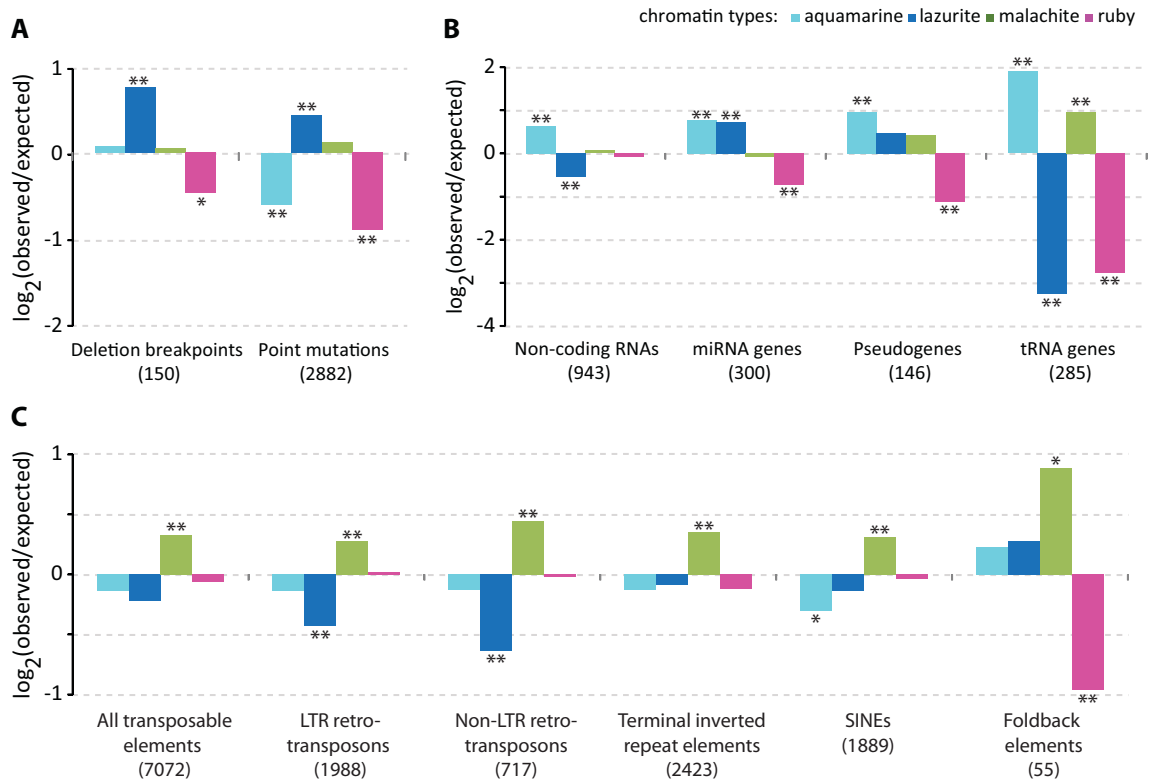 chromatin types: aquamarine lazurite malachite ruby
A
log2(observed/expected)
1
0
-1
-2
** ** * ** **
Deletion breakpoints
(150)
Point mutations
(2882)
B
log2(observed/expected)
2
0
-2
-4
** ** ** ** ** ** ** ** ** ** **
Non-coding RNAs
(943)
miRNA genes
(300)
Pseudogenes
(146)
tRNA genes
(285)
C
log2(observed/expected)
1
0
-1
** ** ** ** ** ** * ** * **
All transposable
elements
(7072)
LTR retro-
transposons
(1988)
Non-LTR retro-
transposons
(717)
Terminal inverted
repeat elements
(2423)
SINEs
(1889)
Foldback
elements
(55)